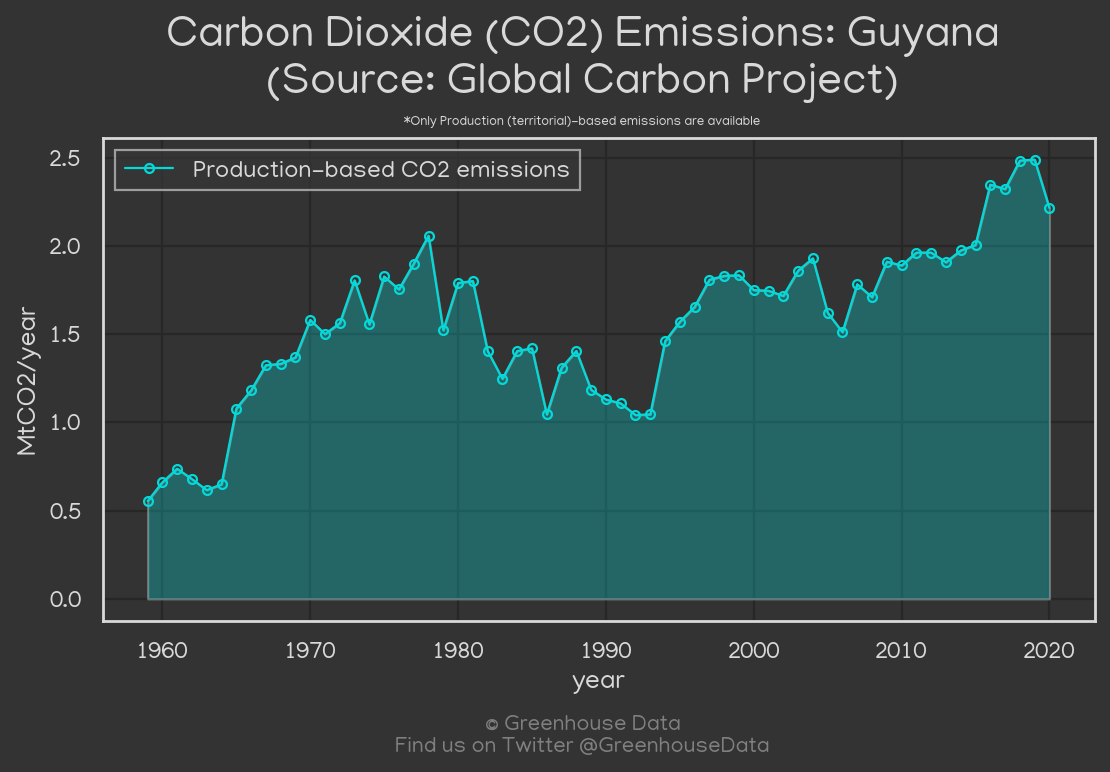 Carbon Dioxide (CO2) Emissions: Guyana
(Source: Global Carbon Project)
*Only Production (territorial)-based emissions are available
Production-based CO2 emissions
2.5
2.0
1.5
1.0
0.5
0.0
MtCO2/year
1960 1970 1980 1990 2000 2010 2020
year
© Greenhouse Data
Find us on Twitter @GreenhouseData